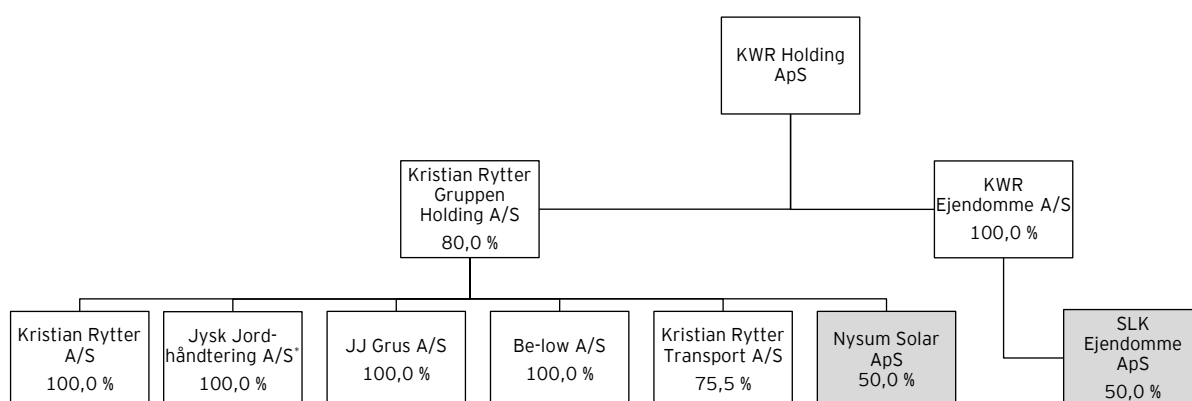 KWR Holding
ApS
Kristian Rytter
Gruppen
Holding A/S
80,0 %
KWR
Ejendomme A/S
100,0 %
Kristian Rytter
A/S
100,0 %
Jysk Jord-
håndtering A/S*
100,0 %
JJ Grus A/S
100,0 %
Be-low A/S
100,0 %
Kristian Rytter
Transport A/S
75,5 %
Nysum Solar
ApS
50,0 %
SLK
Ejendomme
ApS
50,0 %